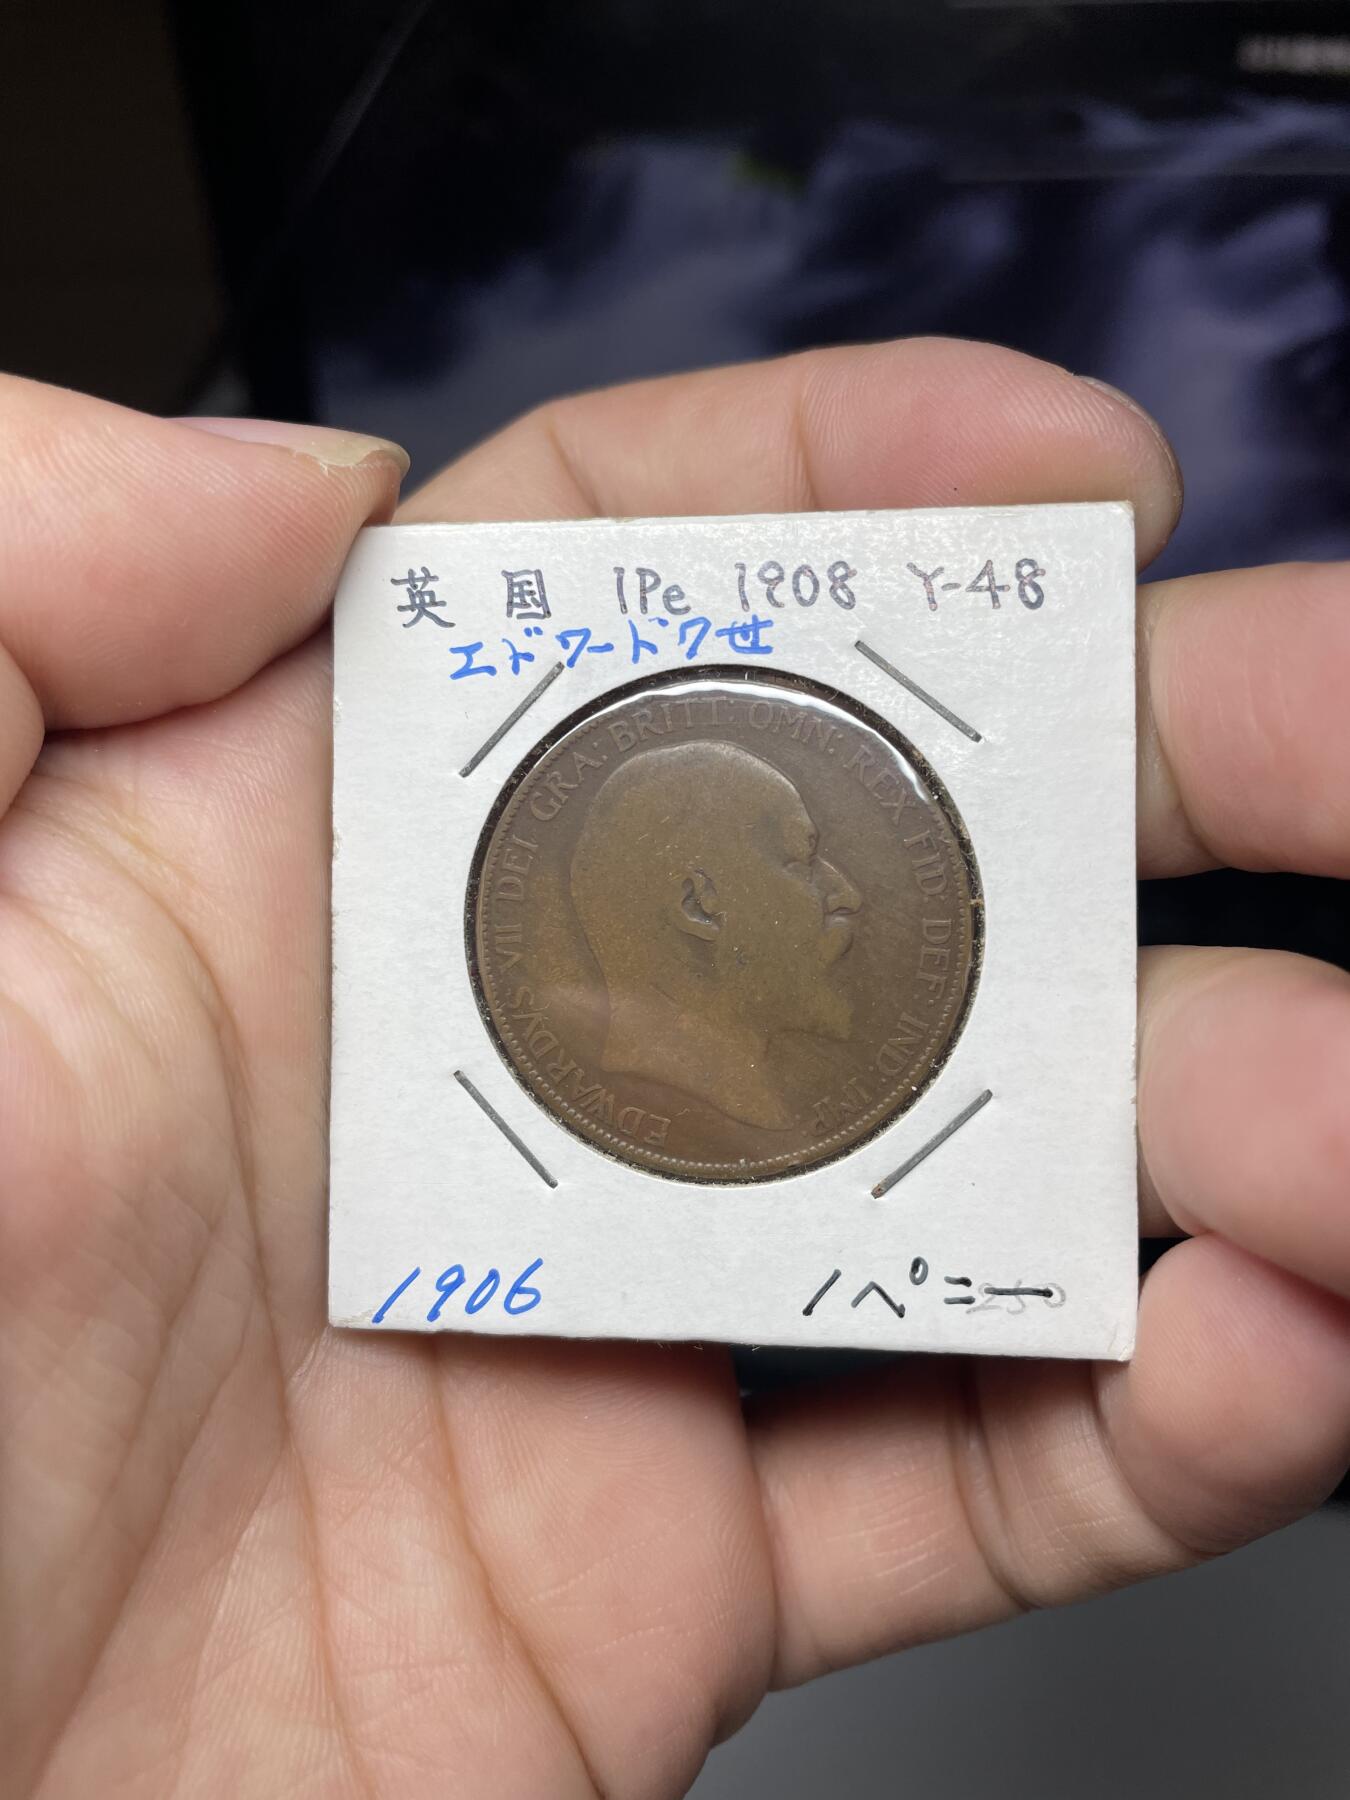 英国 1Pe 1908 Y-48
エドワード7世
EDWARDVS VII DEI GRA: BRITT: OMN: REX FID: DEF: IND: IMP:
1906
1ペニー
250